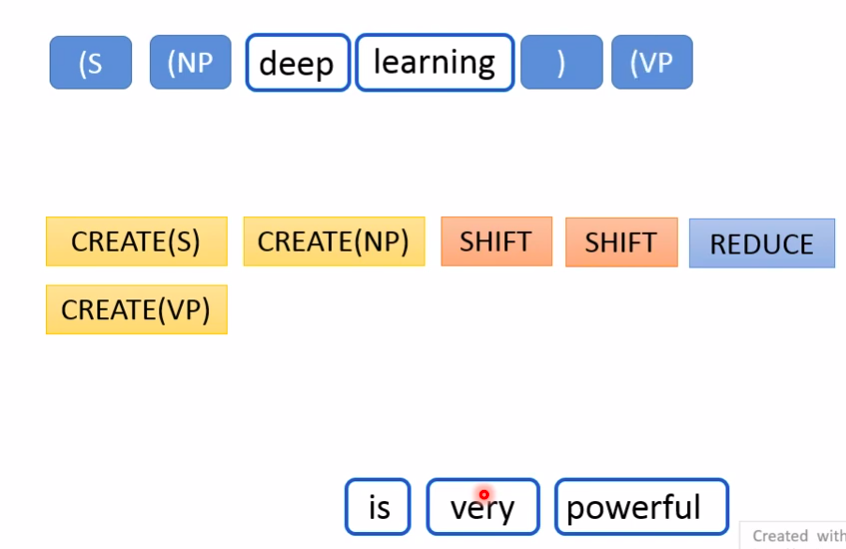 (S (NP deep learning ) (VP
CREATE(S) CREATE(NP) SHIFT SHIFT REDUCE
CREATE(VP)
is very powerful
Created with